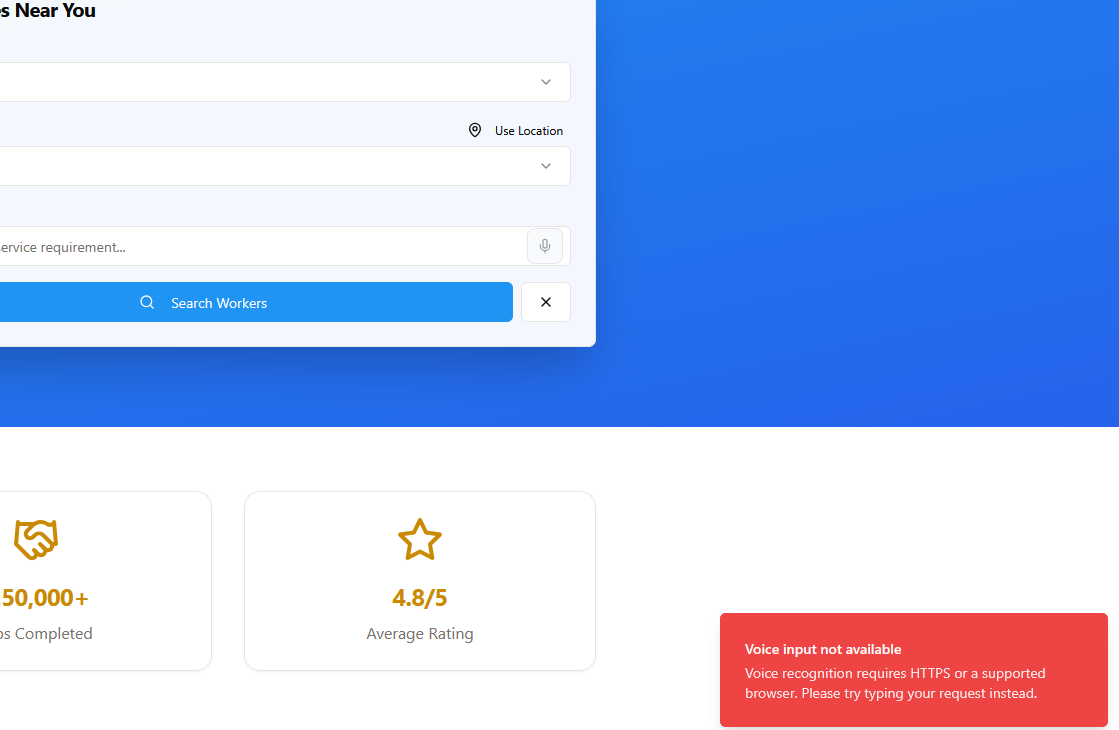 s Near You
Use Location
ervice requirement...
Search Workers
50,000+
4.8/5
bs Completed
Average Rating
Voice input not available
Voice recognition requires HTTPS or a supported
browser. Please try typing your request instead.